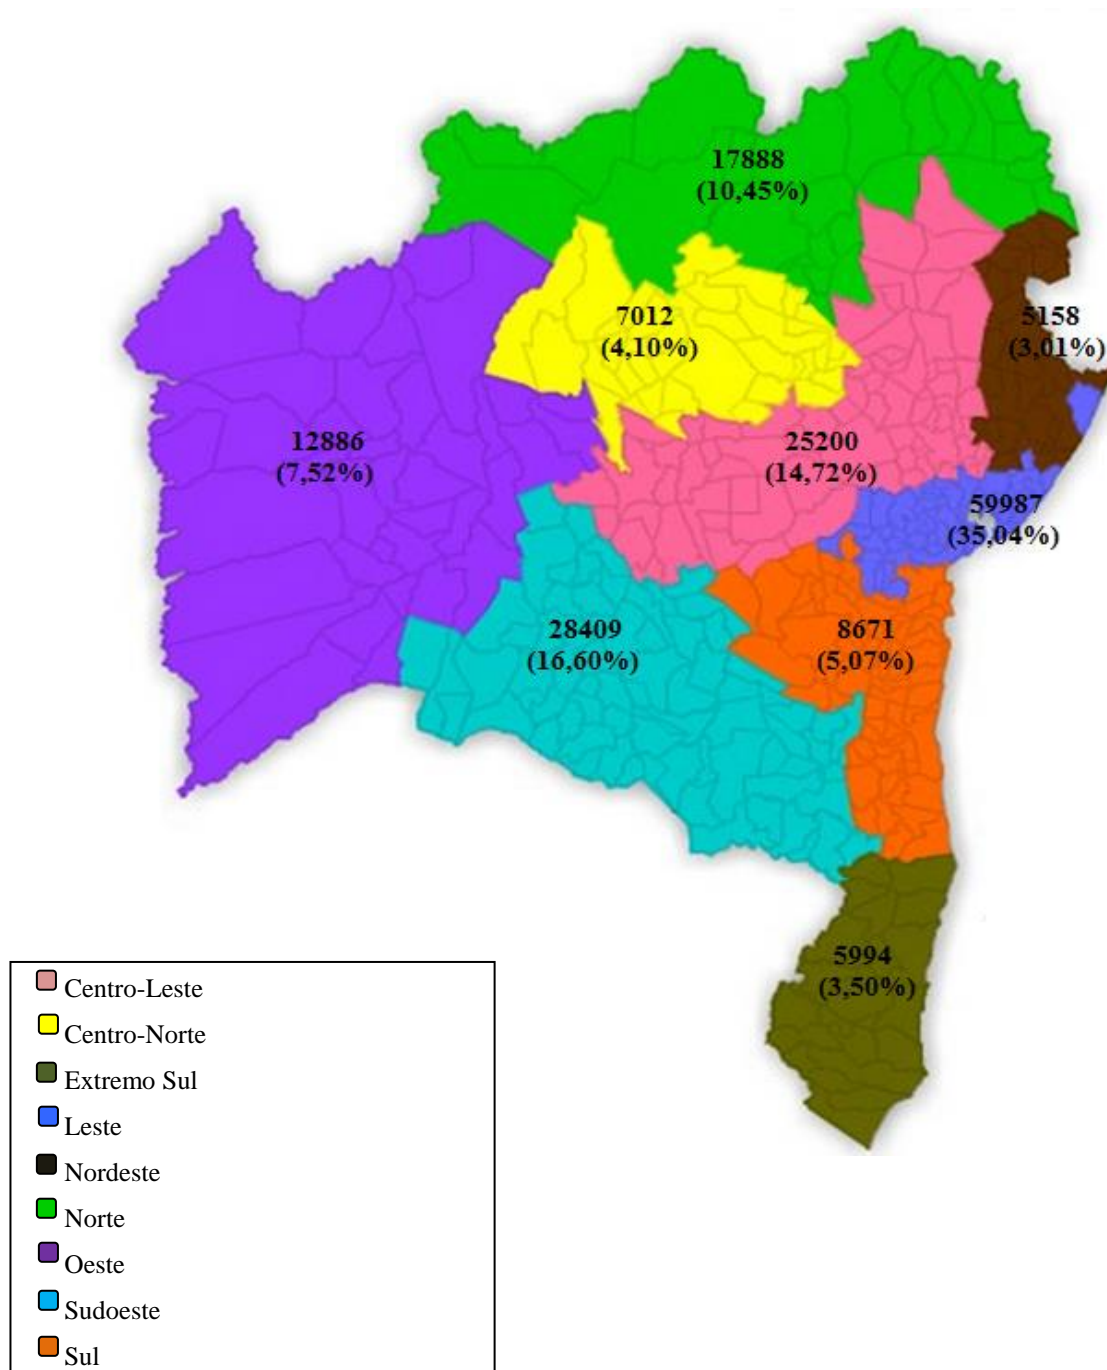 17888
(10,45%)
7012
(4,10%)
5158
(3,01%)
12886
(7,52%)
25200
(14,72%)
59987
(35,04%)
28409
(16,60%)
8671
(5,07%)
5994
(3,50%)
Centro-Leste
Centro-Norte
Extremo Sul
Leste
Nordeste
Norte
Oeste
Sudoeste
Sul